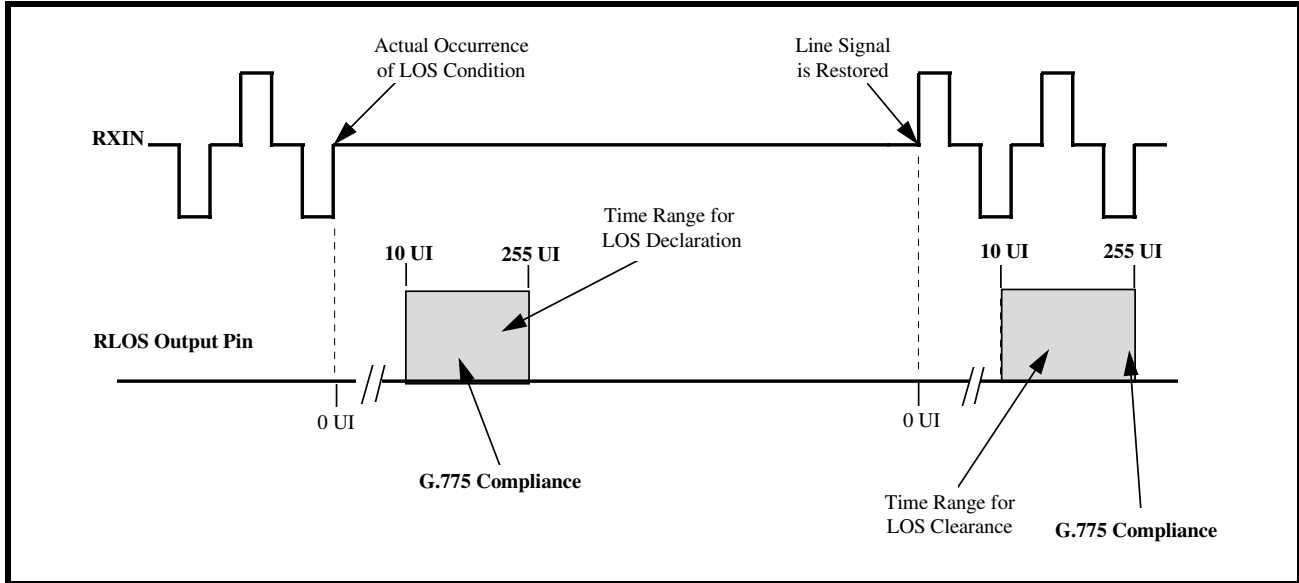 Actual Occurrence
of LOS Condition
Line Signal
is Restored
RXIN
Time Range for
LOS Declaration
10 UI
255 UI
10 UI
255 UI
RLOS Output Pin
0 UI
0 UI
G.775 Compliance
Time Range for
LOS Clearance
G.775 Compliance